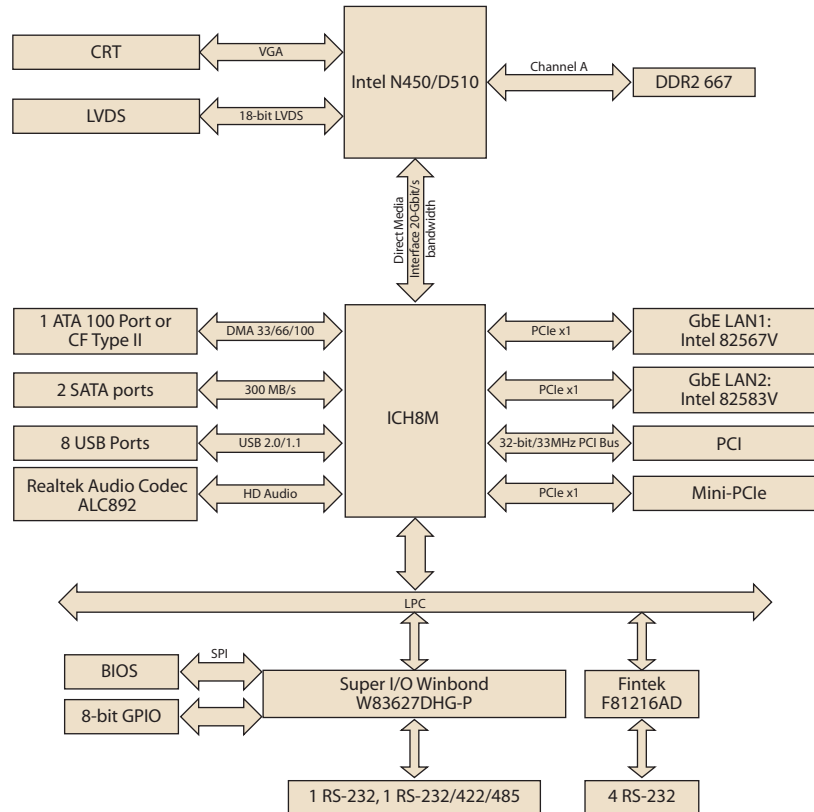 CRT
VGA
Intel N450/D510
Channel A
DDR2 667
LVDS
18-bit LVDS
Direct Media
Interface 20-Gbit/s
bandwidth
1 ATA 100 Port or
CF Type II
DMA 33/66/100
ICH8M
PCIe x1
GbE LAN1:
Intel 82567V
2 SATA ports
300 MB/s
PCIe x1
GbE LAN2:
Intel 82583V
8 USB Ports
USB 2.0/1.1
32-bit/33MHz PCI Bus
PCI
Realtek Audio Codec
ALC892
HD Audio
PCIe x1
Mini-PCIe
LPC
BIOS
SPI
Super I/O Winbond
W83627DHG-P
Fintek
F81216AD
8-bit GPIO
1 RS-232, 1 RS-232/422/485
4 RS-232